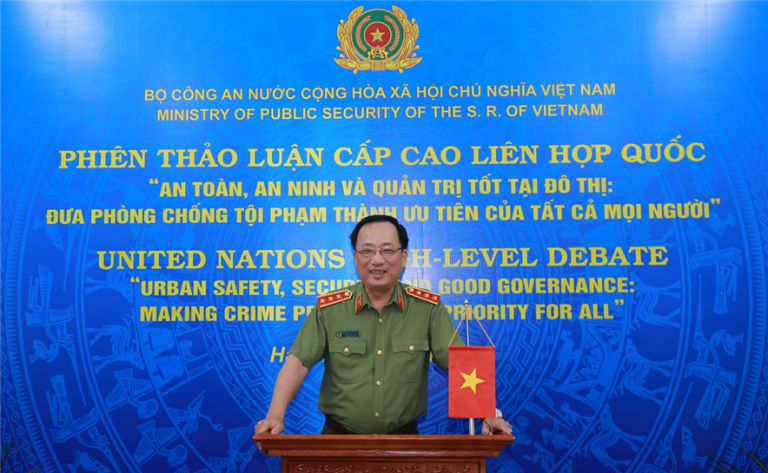 BỘ CÔNG AN NƯỚC CỘNG HÒA XÃ HỘI CHỦ NGHĨA VIỆT NAM
MINISTRY OF PUBLIC SECURITY OF THE S. R. OF VIETNAM
PHIÊN THẢO LUẬN CẤP CAO LIÊN HỢP QUỐC
“AN TOÀN, AN NINH VÀ QUẢN TRỊ TỐT TẠI ĐÔ THỊ:
ĐƯA PHÒNG CHỐNG TỘI PHẠM THÀNH ƯU TIÊN CỦA TẤT CẢ MỌI NGƯỜI”
UNITED NATIONS H-LEVEL DEBATE
“URBAN SAFETY, GOOD GOVERNANCE:
MAKING CRIME PRIORITY FOR ALL”